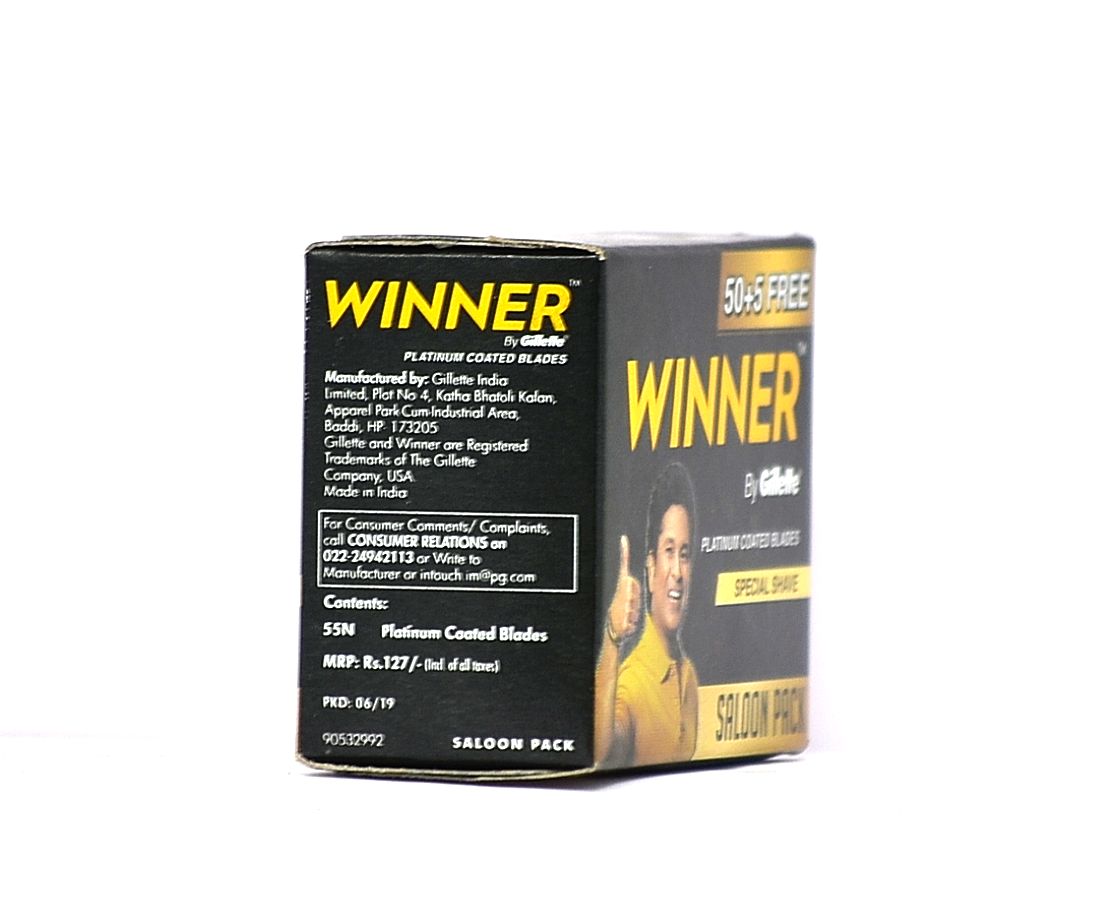 WINNER™
By Gillette®
PLATINUM COATED BLADES
Manufactured by: Gillette India
Limited, Plot No 4, Katha Bhatoli Kalan,
Apparel Park Cum-Industrial Area,
Baddi, HP- 173205
Gillette and Winner are Registered
Trademarks of The Gillette
Company, USA.
Made in India
For Consumer Comments/ Complaints,
call CONSUMER RELATIONS on
022-24942113 or Write to
Manufacturer or intouch im@pg.com
Contents:
55N Platinum Coated Blades
MRP: Rs.127/- (Incl. of all taxes)
PKD: 06/19
90532992 SALOON PACK
50+5 FREE
WINNER™
By Gillette
PLATINUM COATED BLADES
SPECIAL SHAVE
SALOON PACK